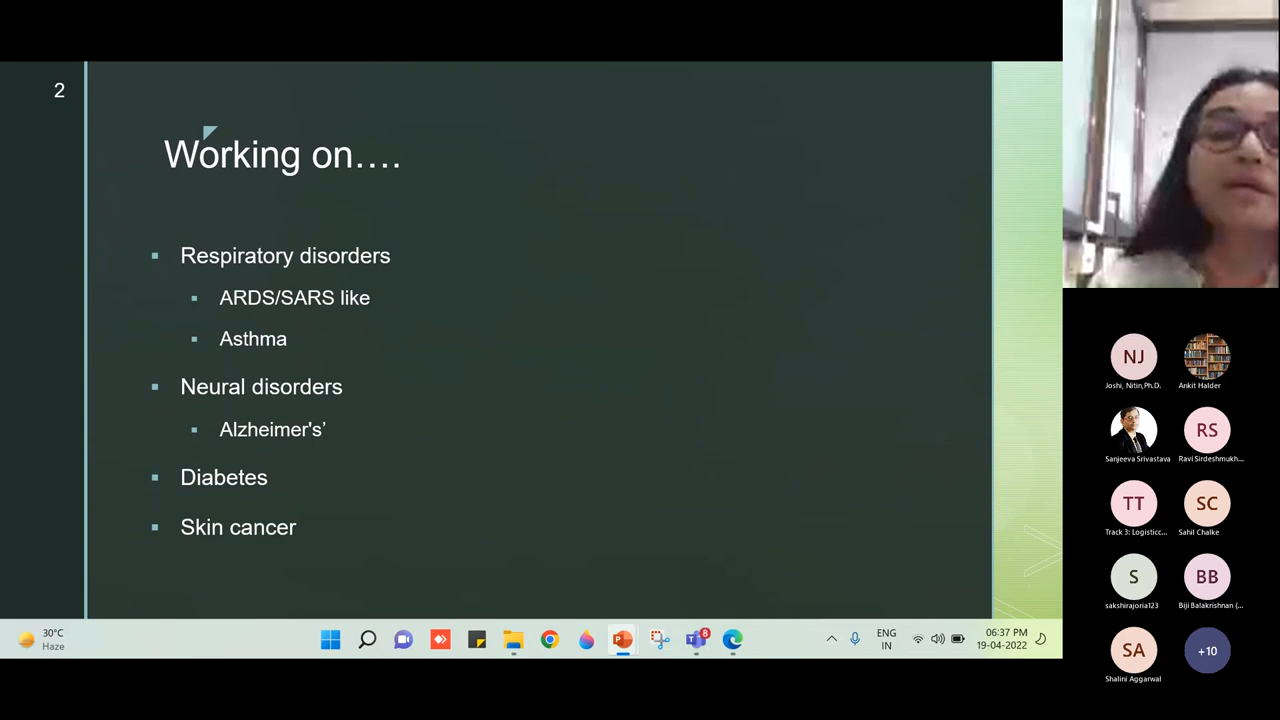 2
Working on….
Respiratory disorders
ARDS/SARS like
Asthma
Neural disorders
Alzheimer's’
Diabetes
Skin cancer
30°C
Haze
8
ENG
IN
06:37 PM
19-04-2022
NJ
Joshi, Nitin,Ph.D.
Ankit Halder
Sanjeeva Srivastava
RS
Ravi Sirdeshmukh...
TT
Track 3: Logisticc...
SC
Sahil Chalke
S
sakshirajoria123
BB
Biji Balakrishnan (...
SA
Shalini Aggarwal
+10